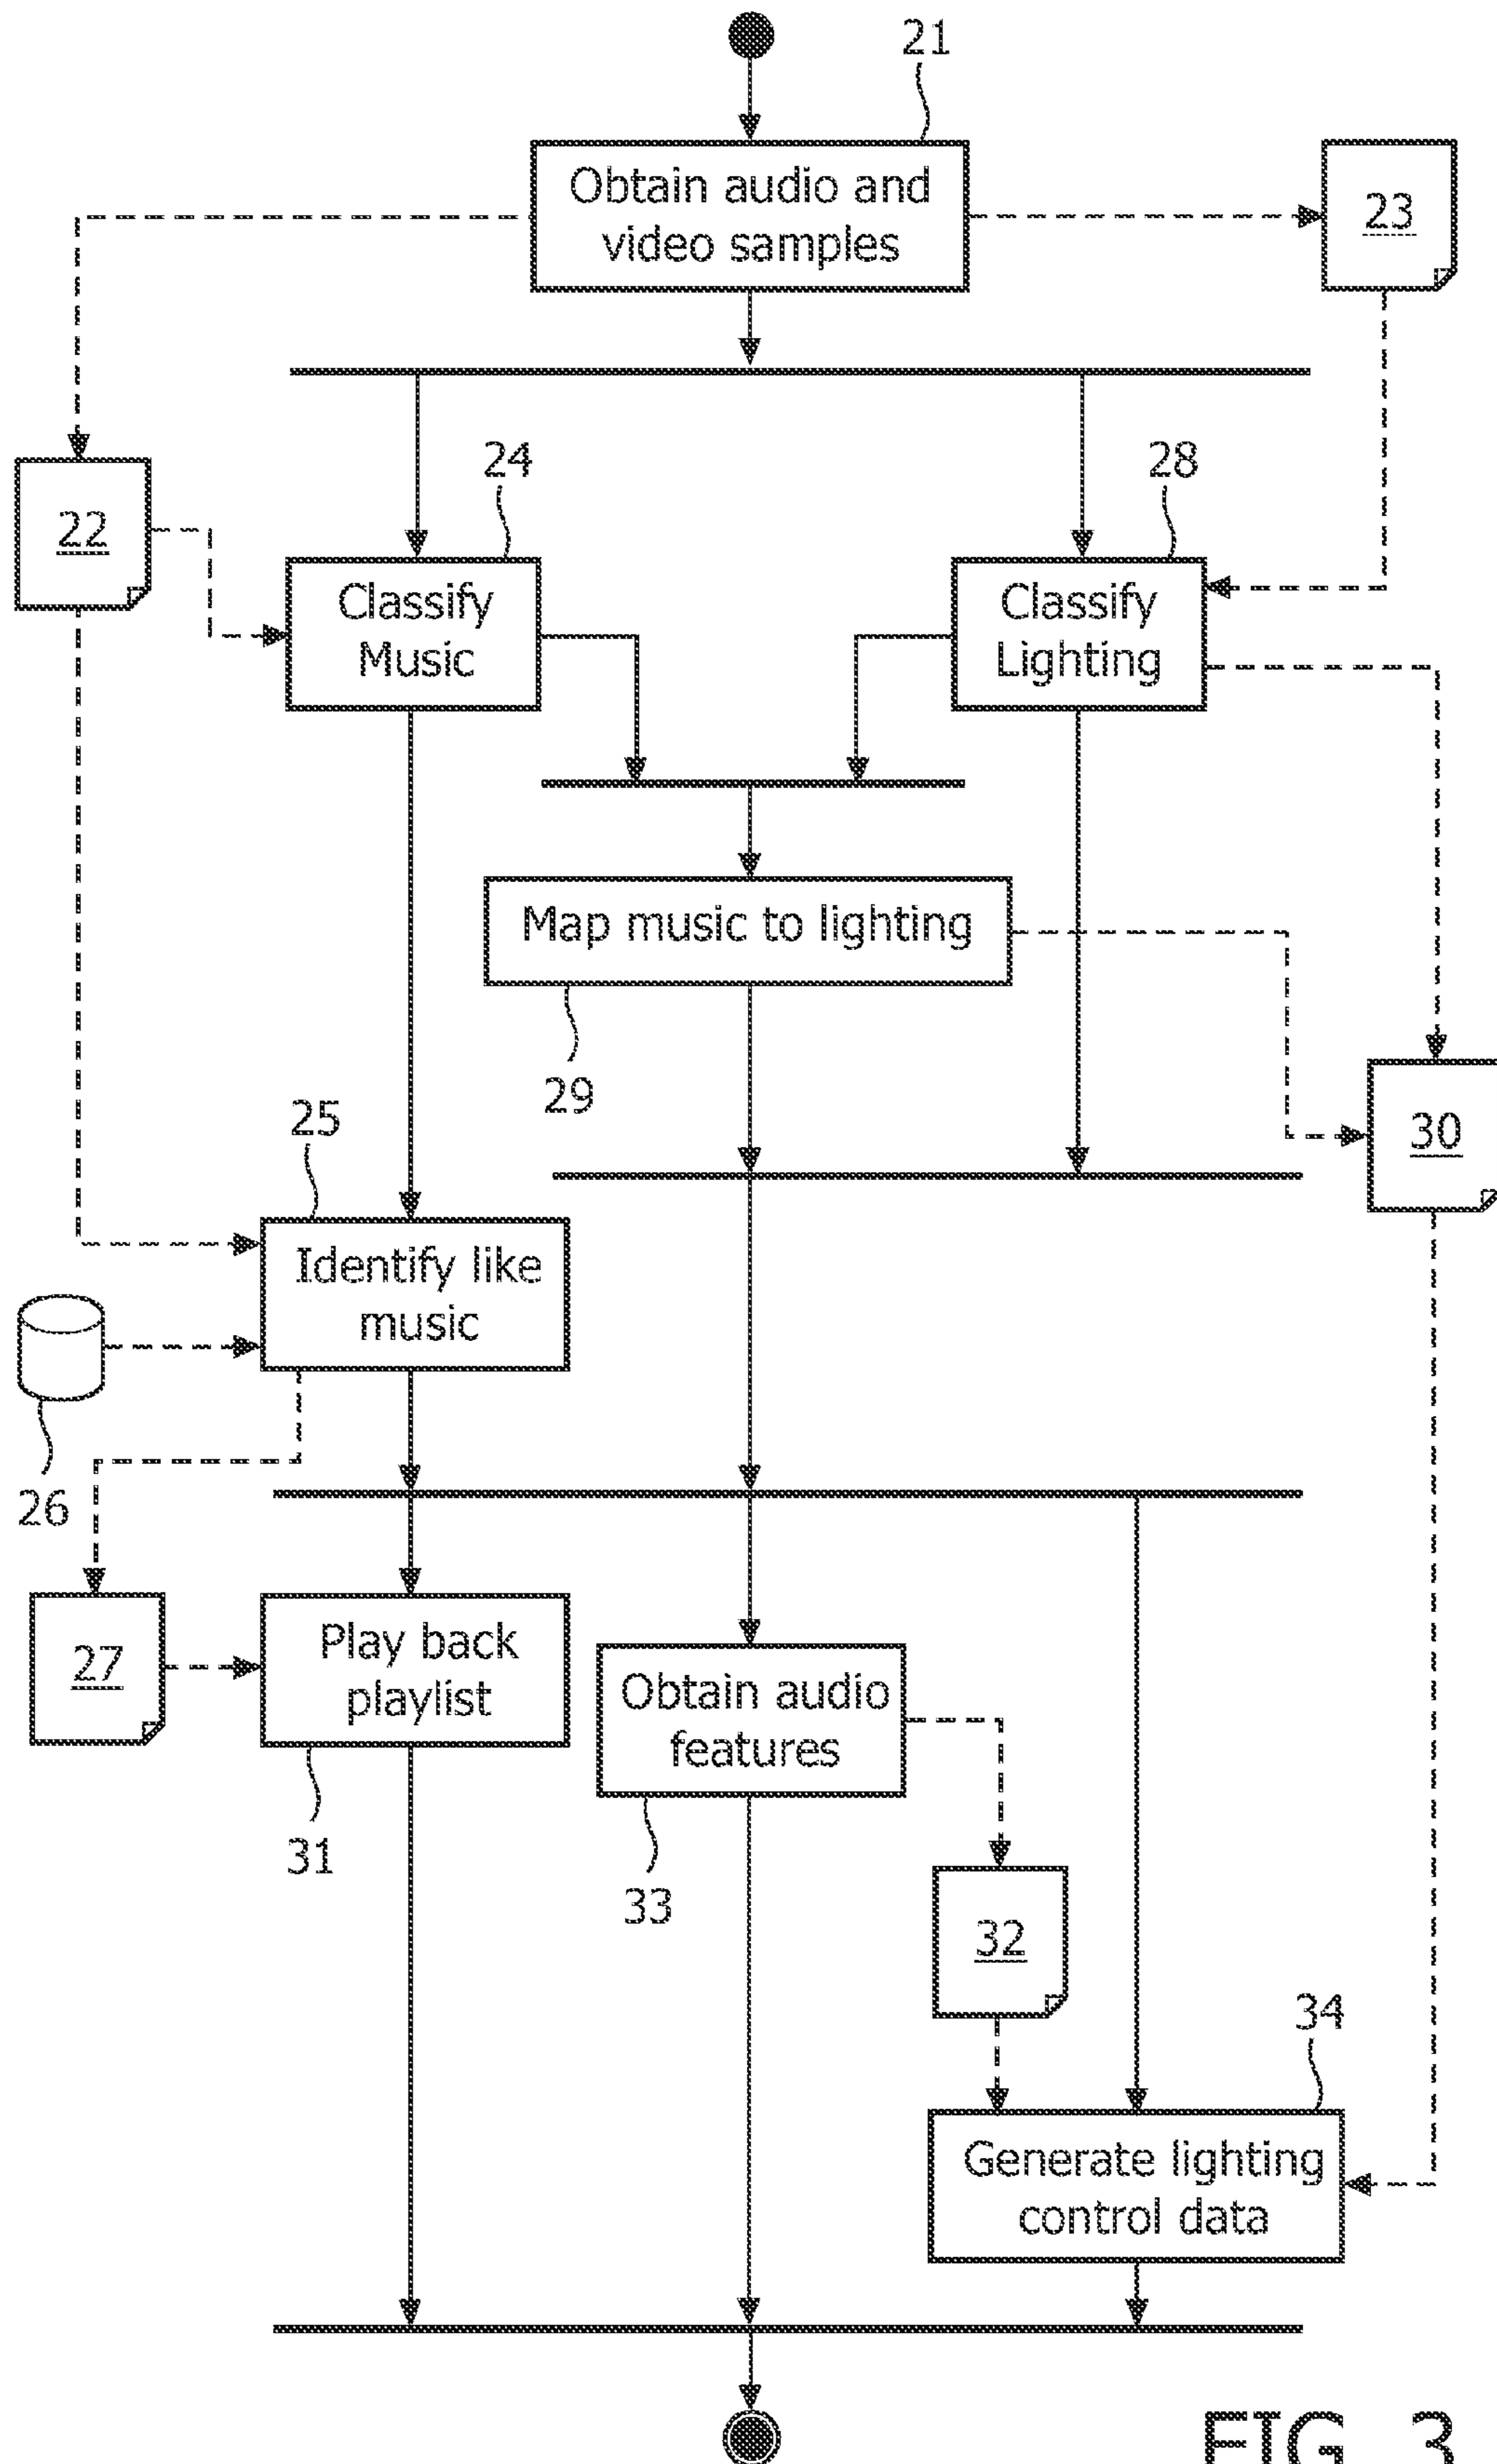 21
Obtain audio and
video samples
23
24
28
22
Classify
Music
Classify
Lighting
Map music to lighting
29
30
25
Identify like
music
26
27
Play back
playlist
Obtain audio
features
31
33
32
34
Generate lighting
control data
FIG. 3